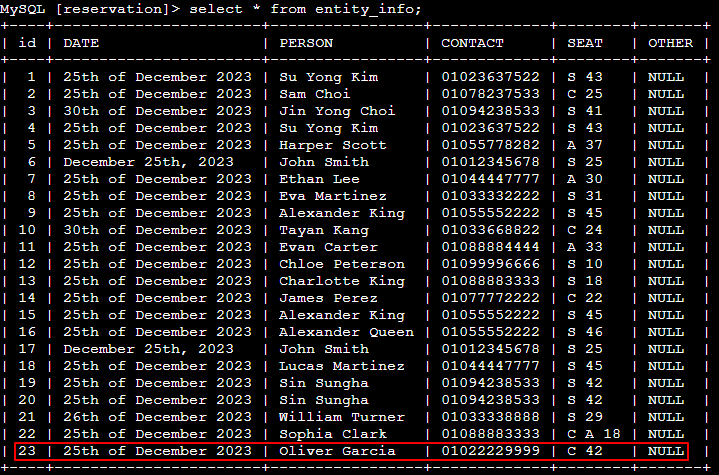 MySQL [reservation]> select * from entity_info;
+----+--------------------+-----------------+-------------+--------+-------+
| id | DATE | PERSON | CONTACT | SEAT | OTHER |
+----+--------------------+-----------------+-------------+--------+-------+
| 1 | 25th of December 2023 | Su Yong Kim | 01023637522 | S 43 | NULL |
| 2 | 25th of December 2023 | Sam Choi | 01078237533 | C 25 | NULL |
| 3 | 30th of December 2023 | Jin Yong Choi | 01094238533 | S 41 | NULL |
| 4 | 25th of December 2023 | Su Yong Kim | 01023637522 | S 43 | NULL |
| 5 | 25th of December 2023 | Harper Scott | 01055778282 | A 37 | NULL |
| 6 | December 25th, 2023 | John Smith | 01012345678 | S 25 | NULL |
| 7 | 25th of December 2023 | Ethan Lee | 01044447777 | A 30 | NULL |
| 8 | 25th of December 2023 | Eva Martinez | 01033332222 | S 31 | NULL |
| 9 | 25th of December 2023 | Alexander King | 01055552222 | S 45 | NULL |
| 10 | 30th of December 2023 | Tayan Kang | 01033668822 | C 24 | NULL |
| 11 | 25th of December 2023 | Evan Carter | 01088884444 | A 33 | NULL |
| 12 | 25th of December 2023 | Chloe Peterson | 01099996666 | S 10 | NULL |
| 13 | 25th of December 2023 | Charlotte King | 01088883333 | S 18 | NULL |
| 14 | 25th of December 2023 | James Perez | 01077772222 | C 22 | NULL |
| 15 | 25th of December 2023 | Alexander King | 01055552222 | S 45 | NULL |
| 16 | 25th of December 2023 | Alexander Queen | 01055552222 | S 46 | NULL |
| 17 | December 25th, 2023 | John Smith | 01012345678 | S 25 | NULL |
| 18 | 25th of December 2023 | Lucas Martinez | 01044447777 | S 45 | NULL |
| 19 | 25th of December 2023 | Sin Sungha | 01094238533 | S 42 | NULL |
| 20 | 25th of December 2023 | Sin Sungha | 01094238533 | S 42 | NULL |
| 21 | 26th of December 2023 | William Turner | 01033338888 | S 29 | NULL |
| 22 | 25th of December 2023 | Sophia Clark | 01088883333 | C A 18 | NULL |
| 23 | 25th of December 2023 | Oliver Garcia | 01022229999 | C 42 | NULL |
+----+--------------------+-----------------+-------------+--------+-------+